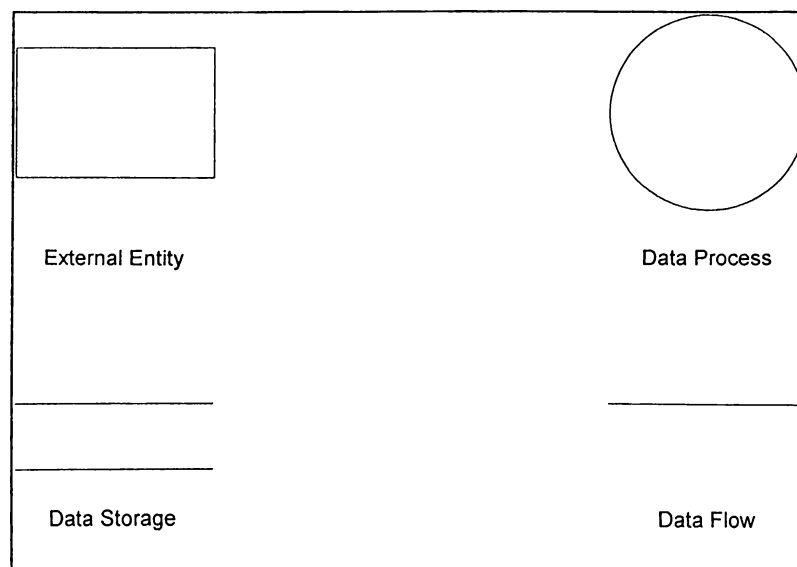 External Entity
Data Process
Data Storage
Data Flow